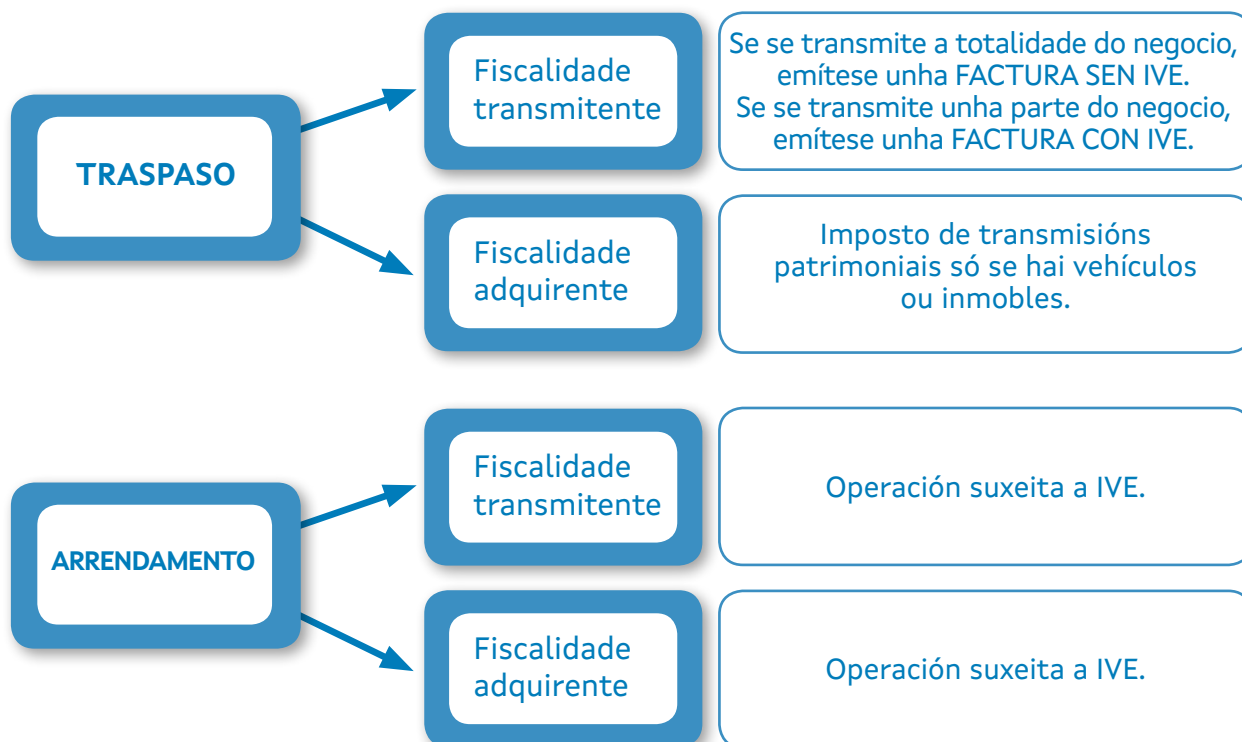 TRASPASO
Fiscalidade
transmitente
Se se transmite a totalidade do negocio,
emítese unha FACTURA SEN IVE.
Se se transmite unha parte do negocio,
emítese unha FACTURA CON IVE.
Fiscalidade
adquirente
Imposto de transmisións
patrimoniais só se hai vehículos
ou inmobles.
ARRENDAMENTO
Fiscalidade
transmitente
Operación suxeita a IVE.
Fiscalidade
adquirente
Operación suxeita a IVE.